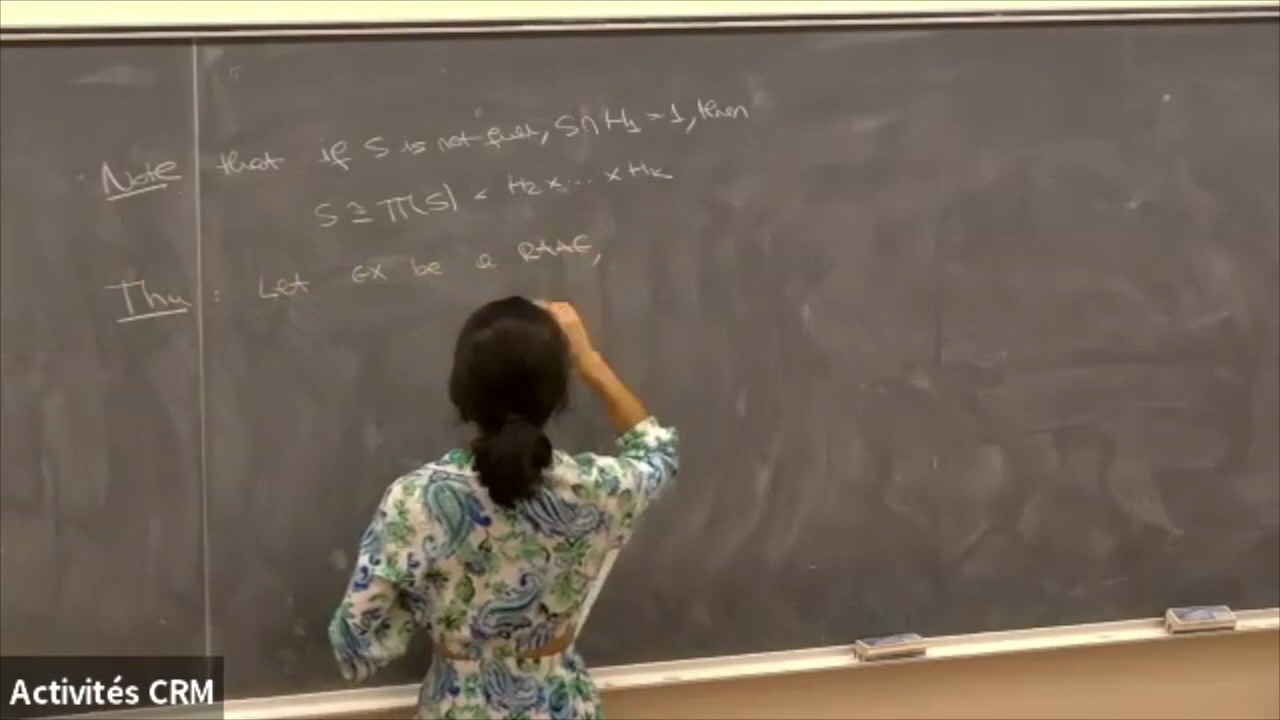 Note that if S is not full, S∩H₁ = 1, then
S ≅ π(S) < H₂ × ... × Hₖ
Thm: Let GX be a RAAG,
Activités CRM